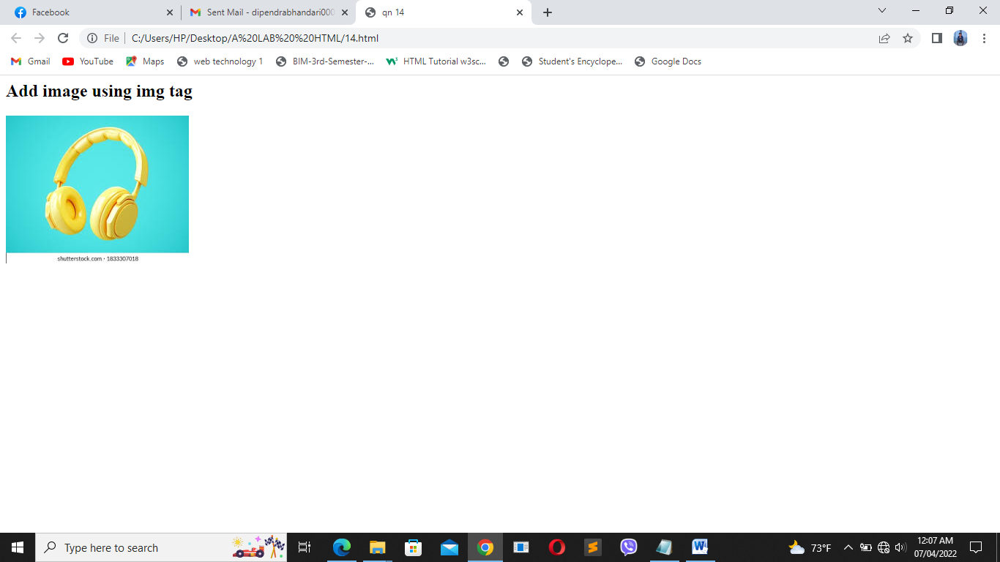 Facebook
Sent Mail - dipendrabhandari000
qn 14
File
C:/Users/HP/Desktop/A%20LAB%20%20HTML/14.html
Gmail
YouTube
Maps
web technology 1
BIM-3rd-Semester-...
HTML Tutorial w3sc...
Student's Encyclope...
Google Docs
Add image using img tag
shutterstock.com · 1833307018
Type here to search
73°F
12:07 AM
07/04/2022